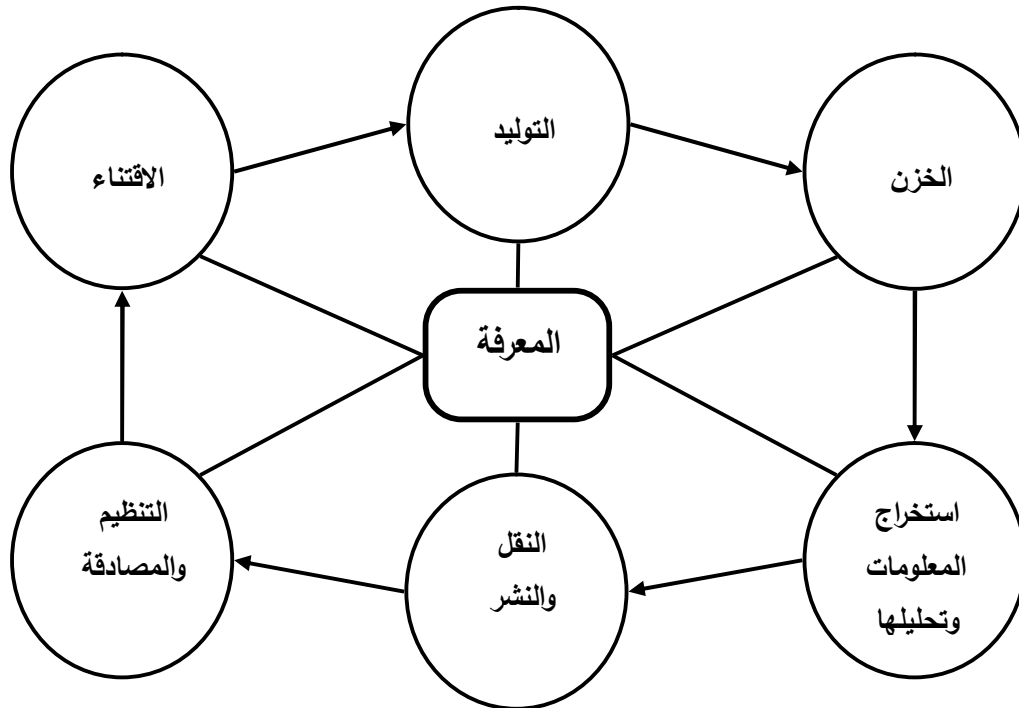 التوليد
الخزن
الاقتناء
المعرفة
استخراج
المعلومات
وتحليلها
النقل
والنشر
التنظيم
والمصادقة